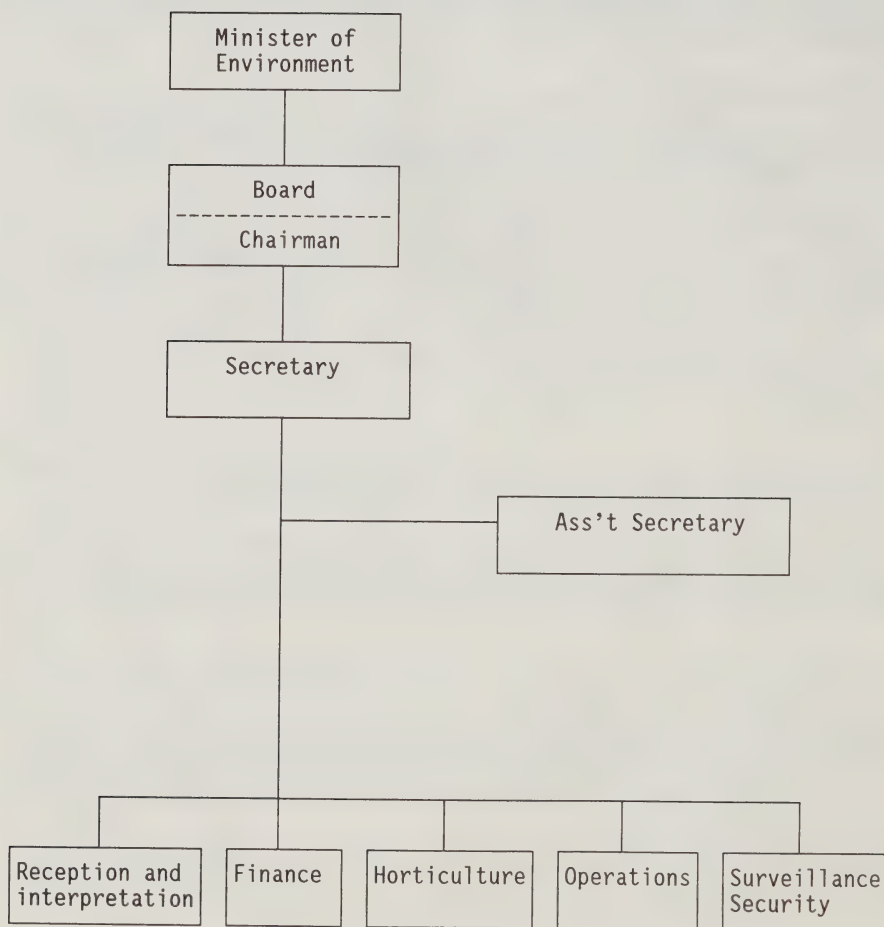 Minister of
Environment
Board
Chairman
Secretary
Ass't Secretary
Reception and
interpretation
Finance
Horticulture
Operations
Surveillance
Security